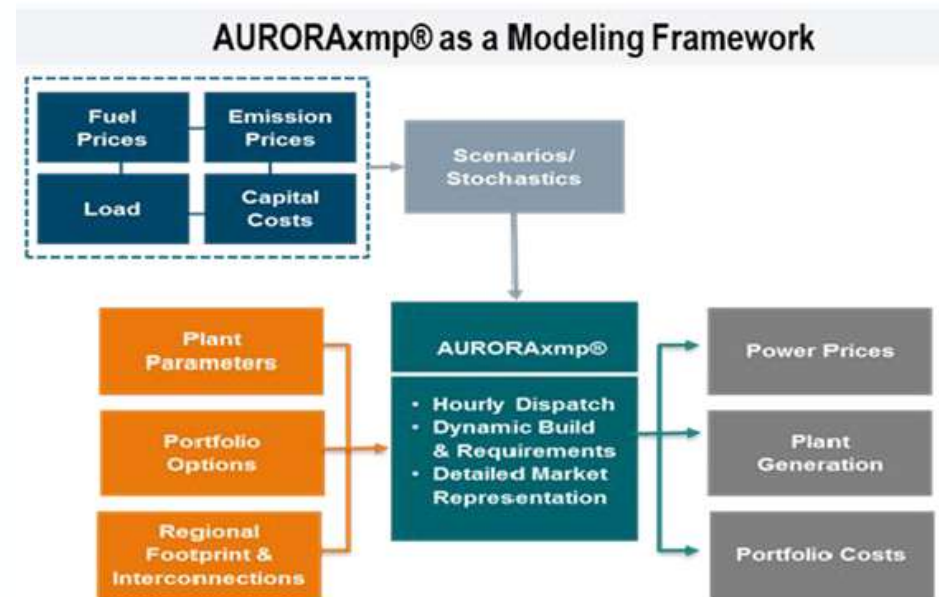 AURORAxmp® as a Modeling Framework
Fuel
Prices
Emission
Prices
Load
Capital
Costs
Scenarios/
Stochastics
Plant
Parameters
Portfolio
Options
Regional
Footprint &
Interconnections
AURORAxmp®
• Hourly Dispatch
• Dynamic Build
& Requirements
• Detailed Market
Representation
Power Prices
Plant
Generation
Portfolio Costs